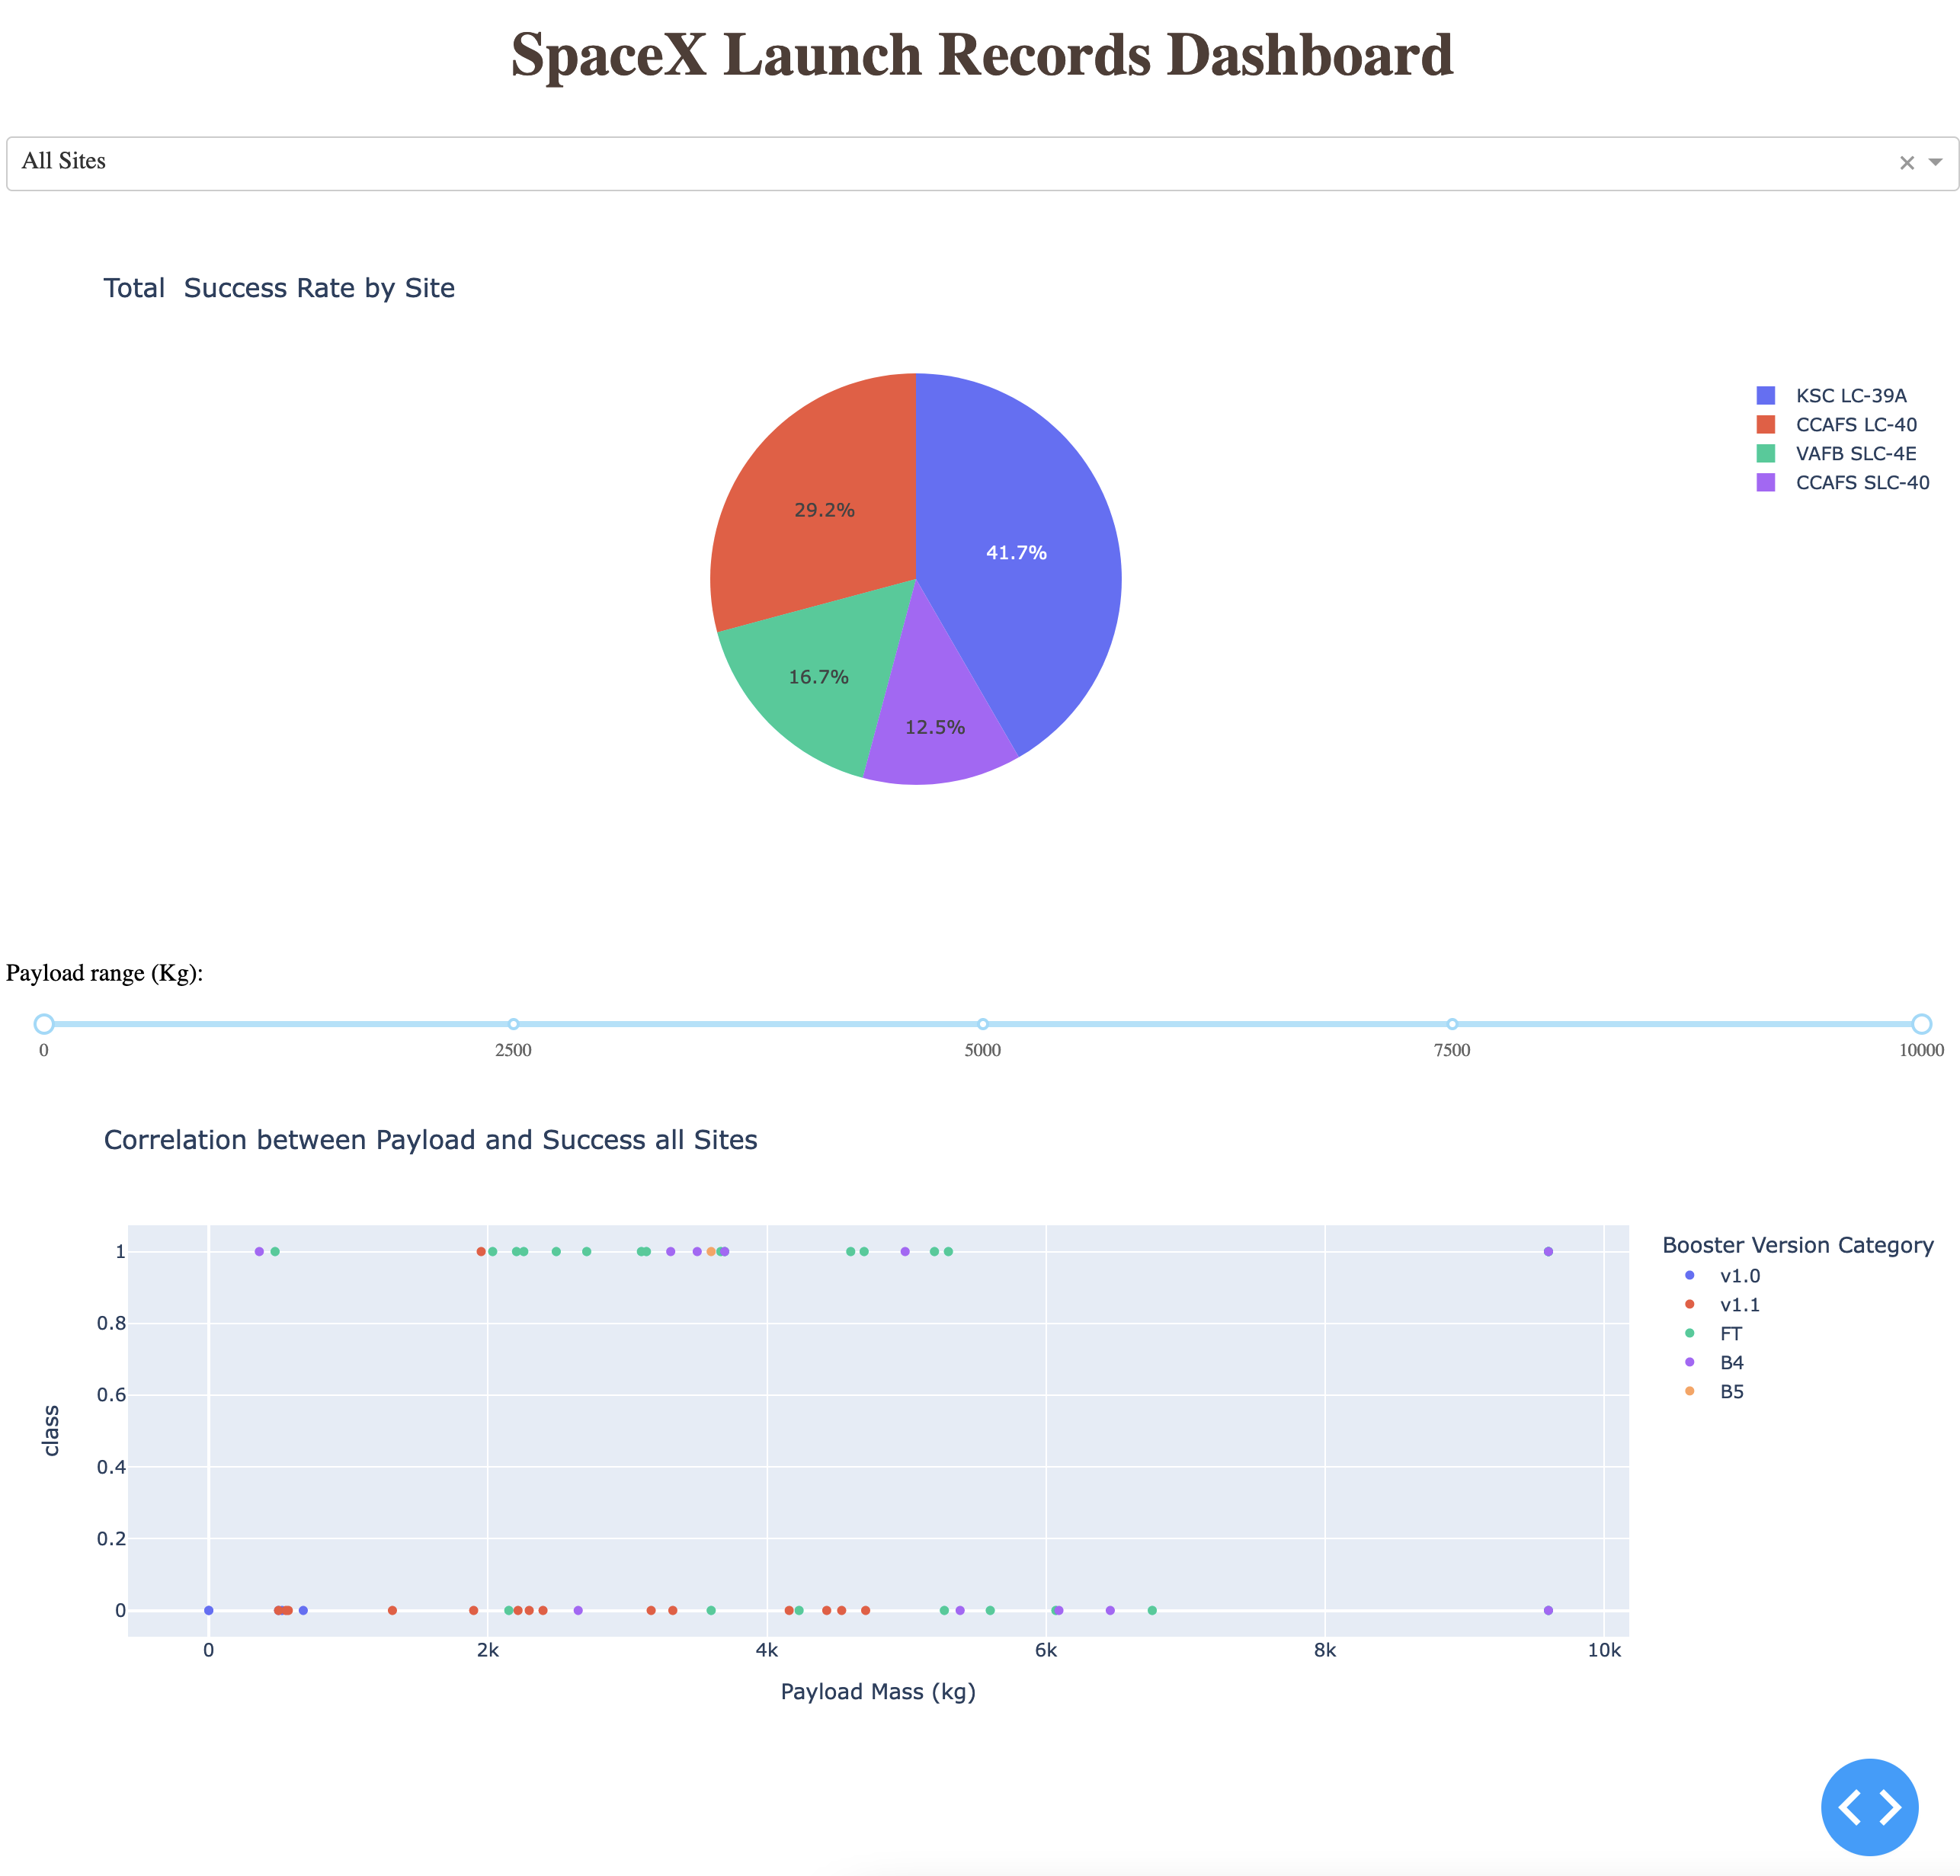 SpaceX Launch Records Dashboard
All Sites
Total  Success Rate by Site
KSC LC-39A
CCAFS LC-40
VAFB SLC-4E
CCAFS SLC-40
29.2%
41.7%
16.7%
12.5%
Payload range (Kg):
0 2500 5000 7500 10000
Correlation between Payload and Success all Sites
Booster Version Category
v1.0
v1.1
FT
B4
B5
class
1
0.8
0.6
0.4
0.2
0
0 2k 4k 6k 8k 10k
Payload Mass (kg)